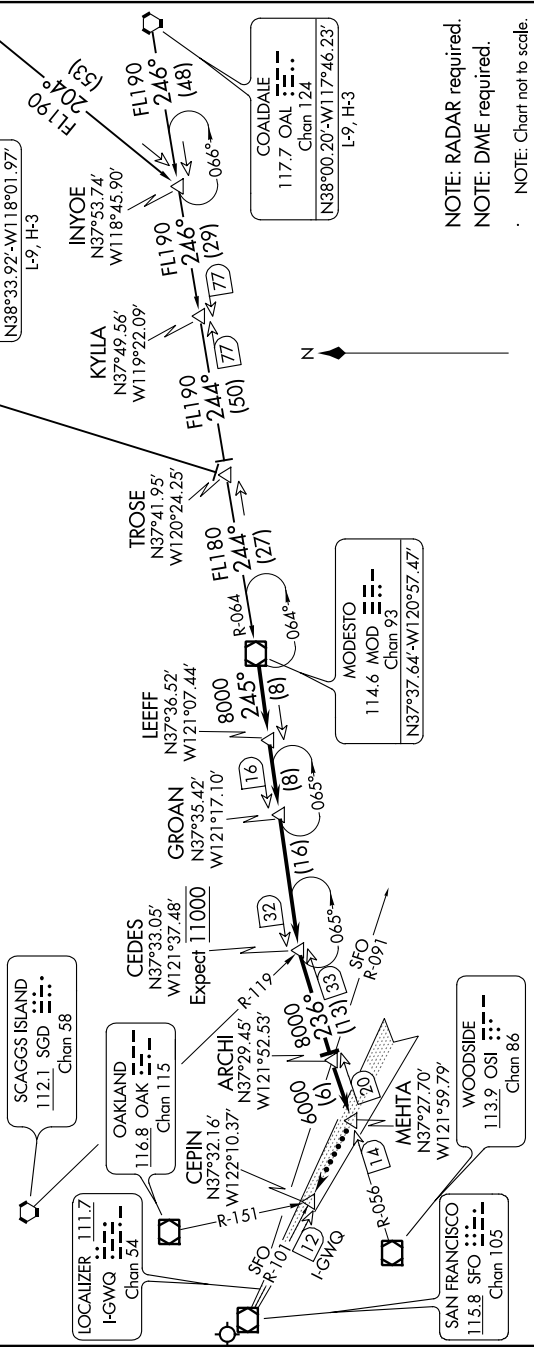 N38°33.92'-W118°01.97'
L-9, H-3
FL190
204°
(53)
FL190
246°
(48)
066°
COALDALE
117.7 OAL
Chan 124
N38°00.20'-W117°46.23'
L-9, H-3
INYOE
N37°53.74'
W118°45.90'
FL190
246°
(29)
77
KYLLA
N37°49.56'
W119°22.09'
77
FL190
244°
(50)
N
TROSE
N37°41.95'
W120°24.25'
FL180
244°
(27)
R-064
064°
MODESTO
114.6 MOD
Chan 93
N37°37.64'-W120°57.47'
LEEFF
N37°36.52'
W121°07.44'
8000
245°
(8)
16
GROAN
N37°35.42'
W121°17.10'
(8)
065°
(16)
CEDES
N37°33.05'
W121°37.48'
Expect 11000
32
065°
33
R-119
SFO
R-091
ARCHI
N37°29.45'
W121°52.53'
8000
236°
(13)
20
6000
(6)
MEHTA
N37°27.70'
W121°59.79'
14
R-056
CEPIN
N37°32.16'
W122°10.37'
12
I-GWQ
R-151
SFO
R-101
SCAGGS ISLAND
112.1 SGD
Chan 58
OAKLAND
116.8 OAK
Chan 115
LOCALIZER 111.7
I-GWQ
Chan 54
WOODSIDE
113.9 OSI
Chan 86
SAN FRANCISCO
115.8 SFO
Chan 105
NOTE: RADAR required.
NOTE: DME required.
NOTE: Chart not to scale.